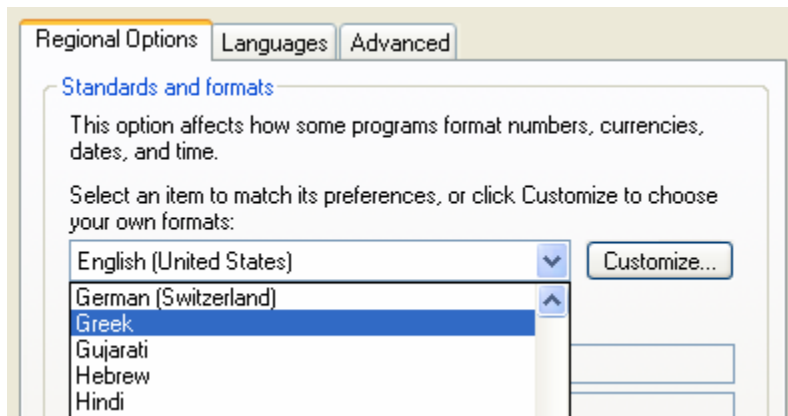 Regional Options Languages Advanced
Standards and formats
This option affects how some programs format numbers, currencies,
dates, and time.
Select an item to match its preferences, or click Customize to choose
your own formats:
English (United States) Customize...
German (Switzerland)
Greek
Gujarati
Hebrew
Hindi